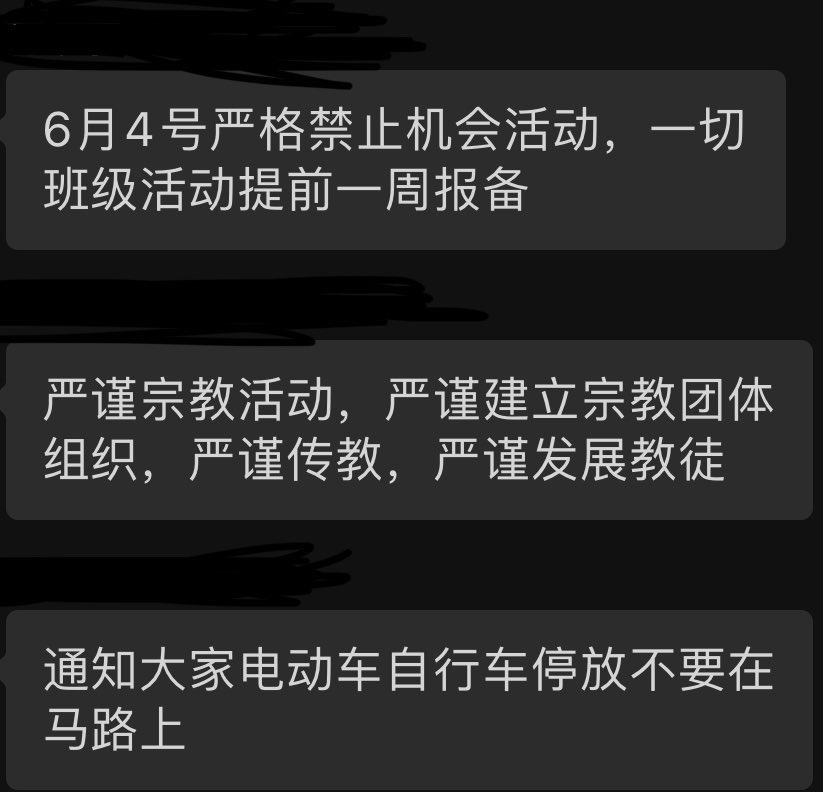 6月4号严格禁止机会活动，一切
班级活动提前一周报备
严谨宗教活动，严谨建立宗教团体
组织，严谨传教，严谨发展教徒
通知大家电动车自行车停放不要在
马路上